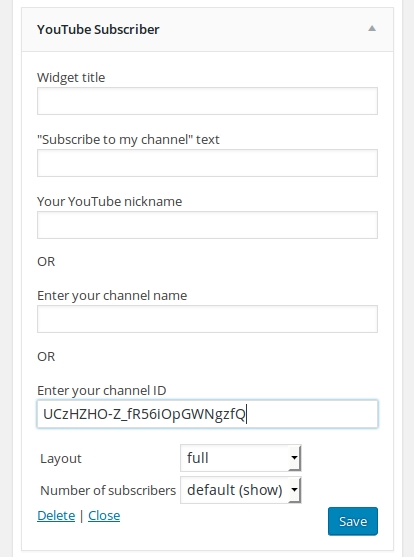 YouTube Subscriber
Widget title
"Subscribe to my channel" text
Your YouTube nickname
OR
Enter your channel name
OR
Enter your channel ID
UCzHZHO-Z_fR56iOpGWNgzfQ
Layout full
Number of subscribers default (show)
Delete | Close Save